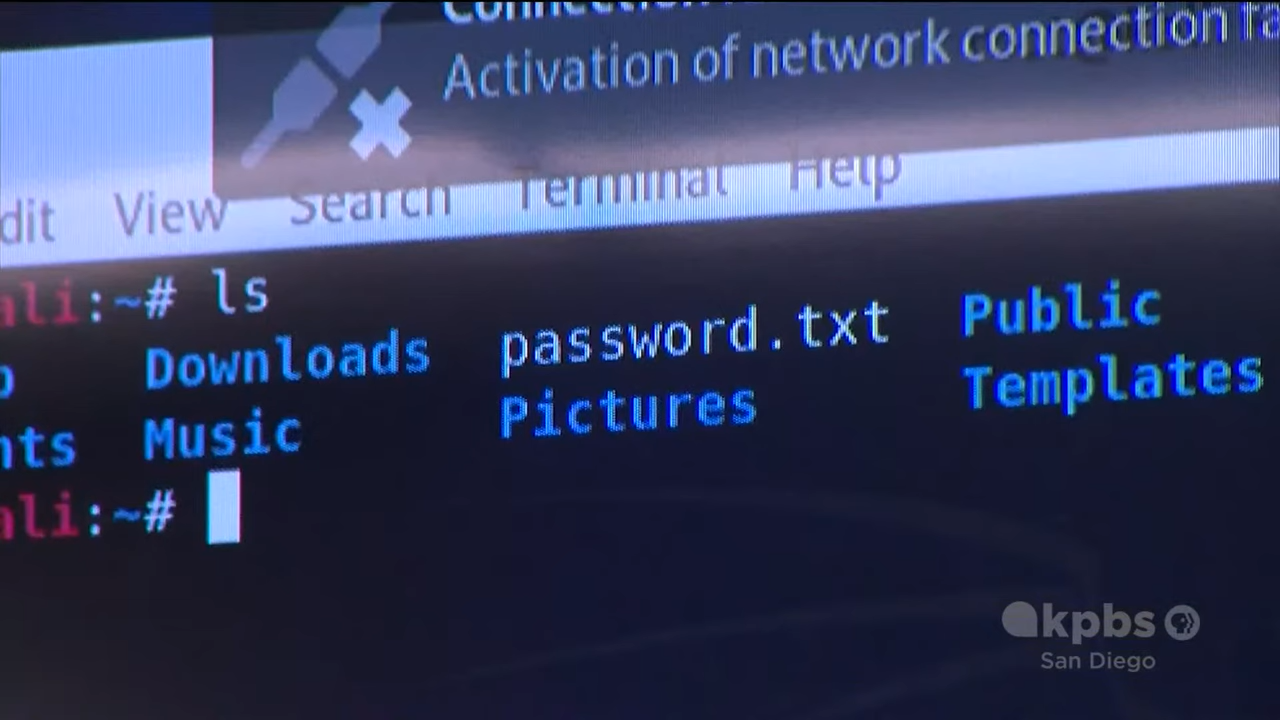 Activation of network connection
View Search Terminal Help
:~# ls
Downloads password.txt Public
Music Pictures Templates
:~#
kpbs
San Diego